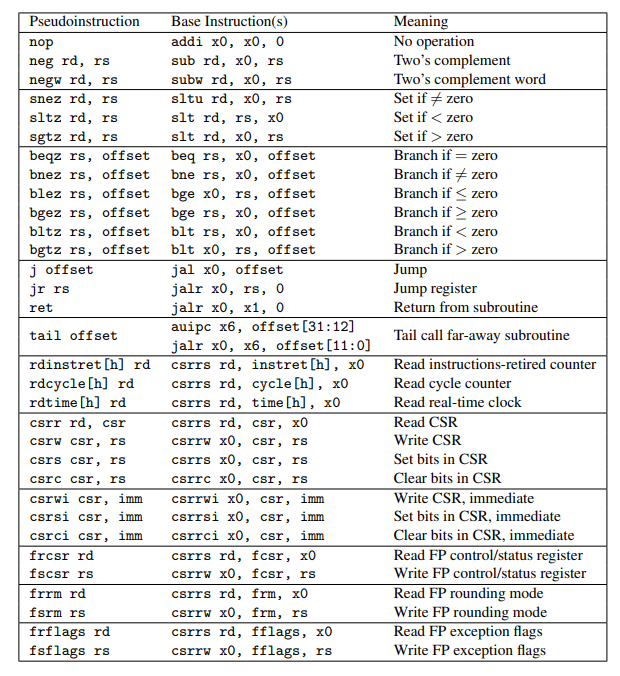 Pseudoinstruction Base Instruction(s) Meaning
nop addi x0, x0, 0 No operation
neg rd, rs sub rd, x0, rs Two's complement
negw rd, rs subw rd, x0, rs Two's complement word
snez rd, rs sltu rd, x0, rs Set if ≠ zero
sltz rd, rs slt rd, rs, x0 Set if < zero
sgtz rd, rs slt rd, x0, rs Set if > zero
beqz rs, offset beq rs, x0, offset Branch if = zero
bnez rs, offset bne rs, x0, offset Branch if ≠ zero
blez rs, offset bge x0, rs, offset Branch if ≤ zero
bgez rs, offset bge rs, x0, offset Branch if ≥ zero
bltz rs, offset blt rs, x0, offset Branch if < zero
bgtz rs, offset blt x0, rs, offset Branch if > zero
j offset jal x0, offset Jump
jr rs jalr x0, rs, 0 Jump register
ret jalr x0, x1, 0 Return from subroutine
tail offset auipc x6, offset[31:12] Tail call far-away subroutine
jalr x0, x6, offset[11:0]
rdinstret[h] rd csrrs rd, instret[h], x0 Read instructions-retired counter
rdcycle[h] rd csrrs rd, cycle[h], x0 Read cycle counter
rdtime[h] rd csrrs rd, time[h], x0 Read real-time clock
csrr rd, csr csrrs rd, csr, x0 Read CSR
csrw csr, rs csrrw x0, csr, rs Write CSR
csrs csr, rs csrrs x0, csr, rs Set bits in CSR
csrc csr, rs csrrc x0, csr, rs Clear bits in CSR
csrwi csr, imm csrrwi x0, csr, imm Write CSR, immediate
csrsi csr, imm csrrsi x0, csr, imm Set bits in CSR, immediate
csrci csr, imm csrrci x0, csr, imm Clear bits in CSR, immediate
frcsr rd csrrs rd, fcsr, x0 Read FP control/status register
fscsr rs csrrw x0, fcsr, rs Write FP control/status register
frrm rd csrrs rd, frm, x0 Read FP rounding mode
fsrm rs csrrw x0, frm, rs Write FP rounding mode
frflags rd csrrs rd, fflags, x0 Read FP exception flags
fsflags rs csrrw x0, fflags, rs Write FP exception flags